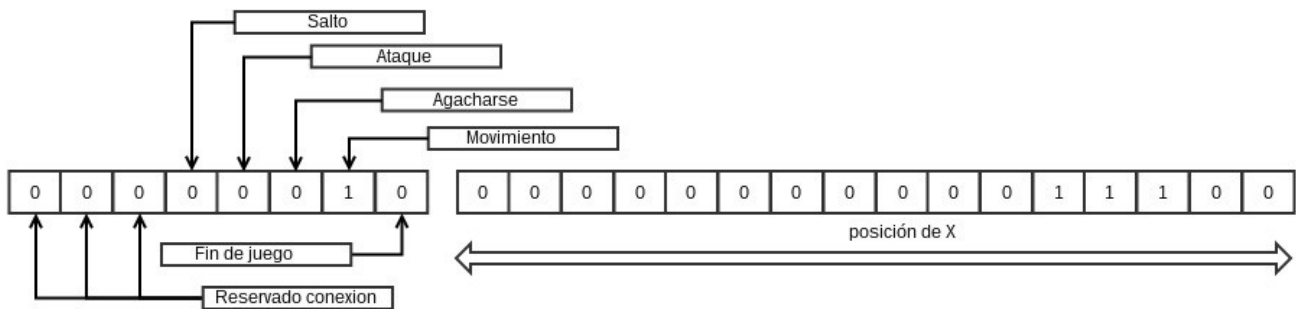 Salto
Ataque
Agacharse
Movimiento
0 0 0 0 0 0 1 0 0 0 0 0 0 0 0 0 0 0 0 1 1 1 0 0
posición de X
Fin de juego
Reservado conexion